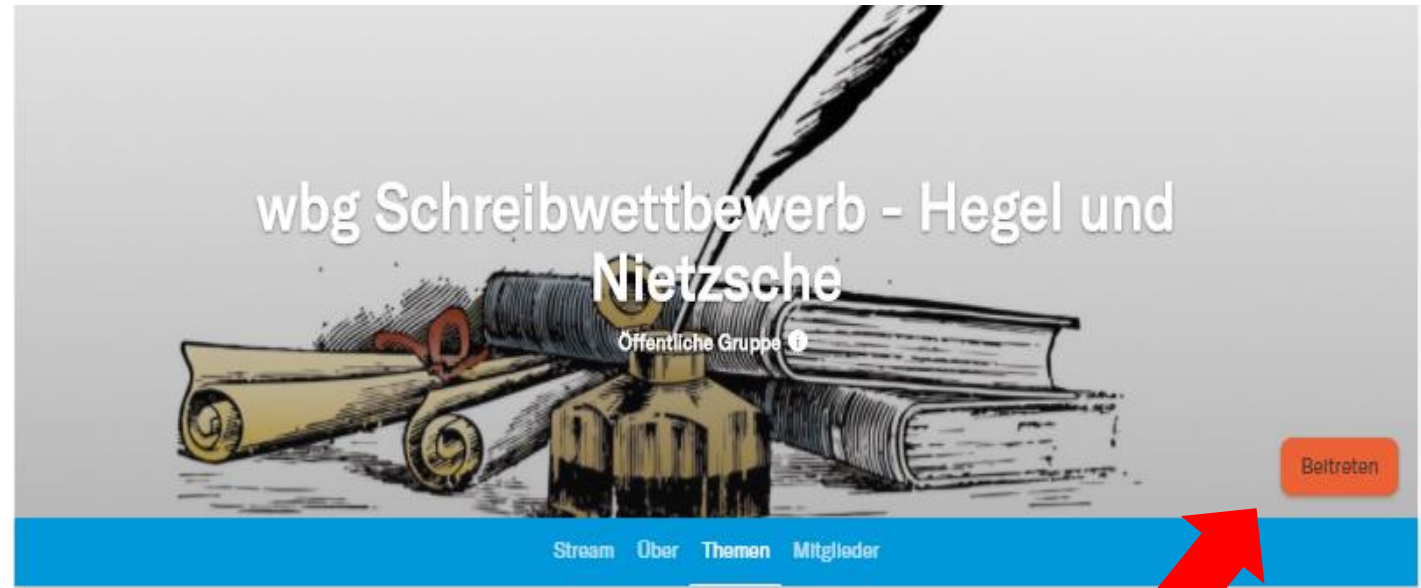 wbg Schreibwettbewerb - Hegel und
Nietzsche
Öffentliche Gruppe
Beitreten
Stream Über Themen Mitglieder